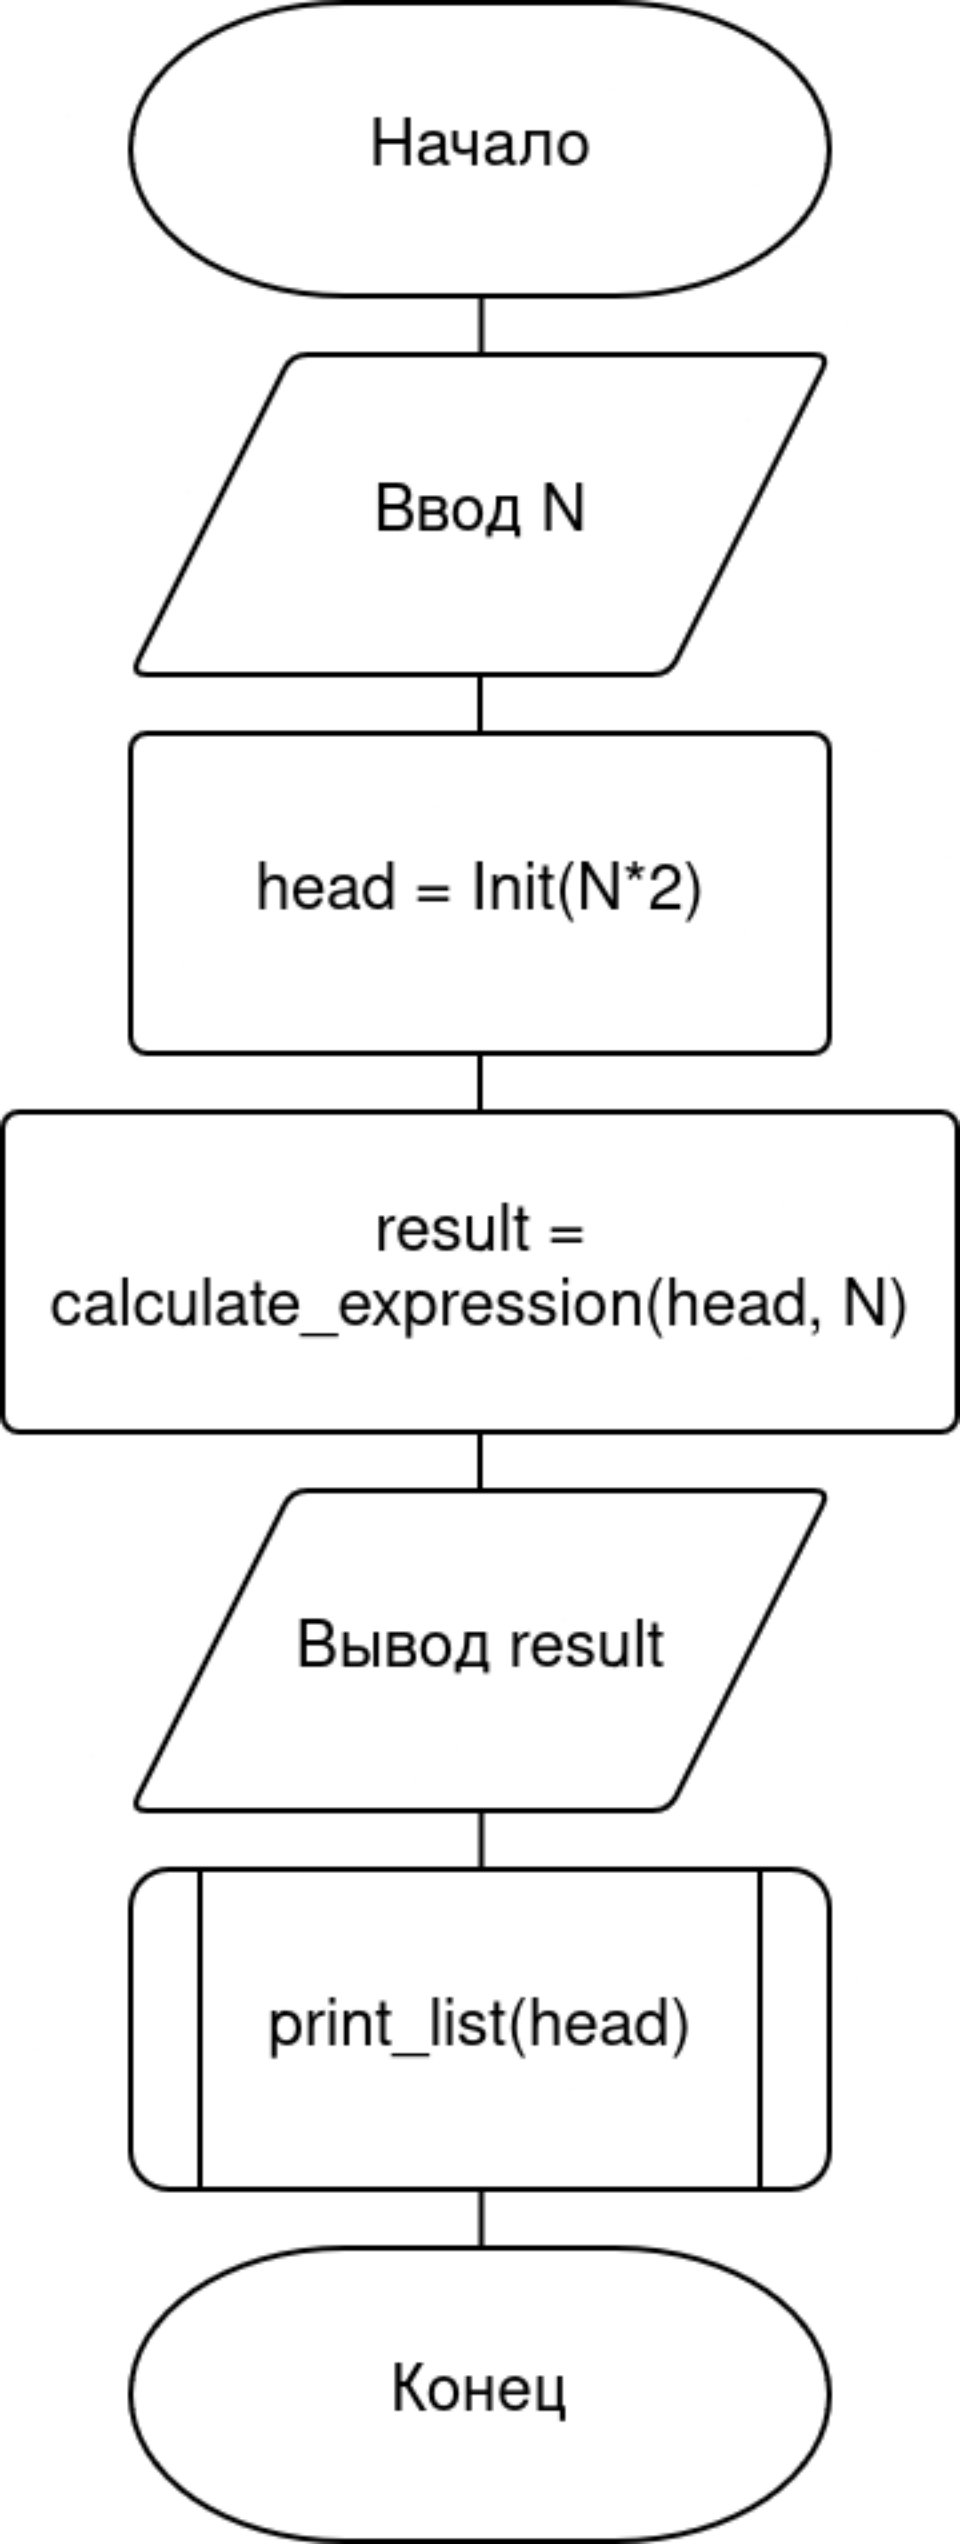 Начало
Ввод N
head = Init(N*2)
result =
calculate_expression(head, N)
Вывод result
print_list(head)
Конец